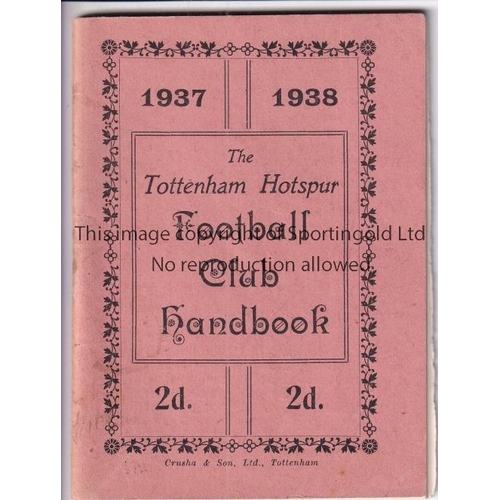 1937 1938
The
Tottenham Hotspur
Football
Club
Handbook
2d. 2d.
Crusha & Son, Ltd., Tottenham
This image copyright of Sportingold Ltd
No reproduction allowed